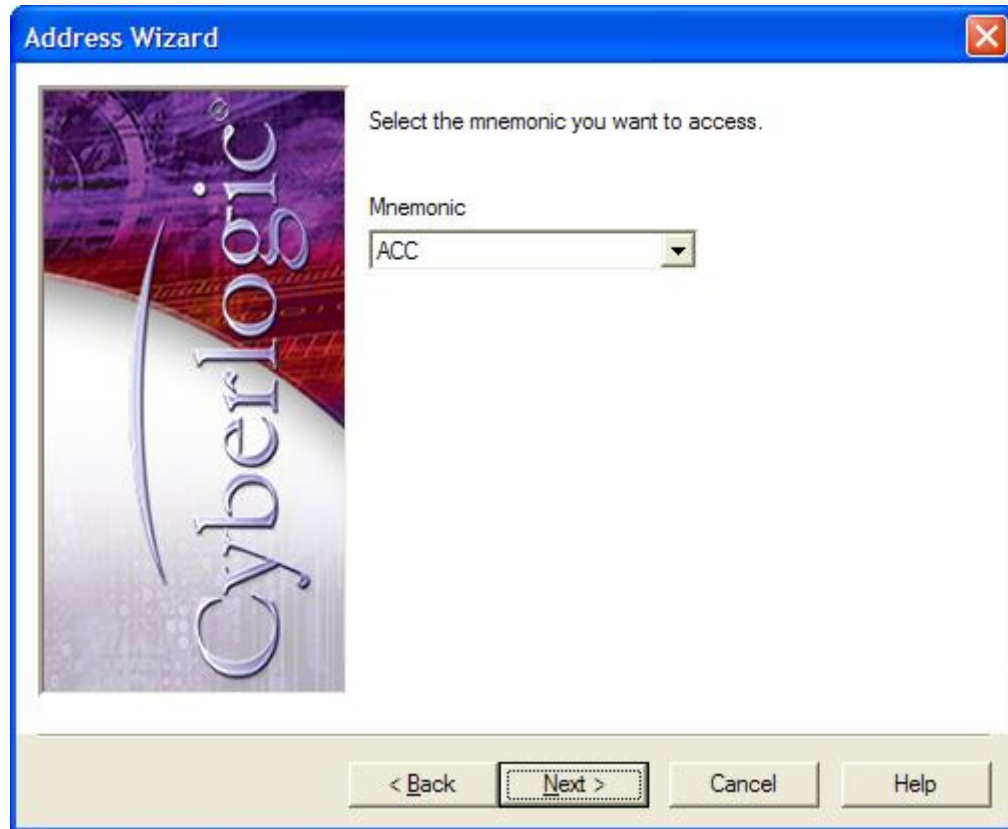 Address Wizard
Cyberlogic®
Select the mnemonic you want to access.
Mnemonic
ACC
< Back
Next >
Cancel
Help